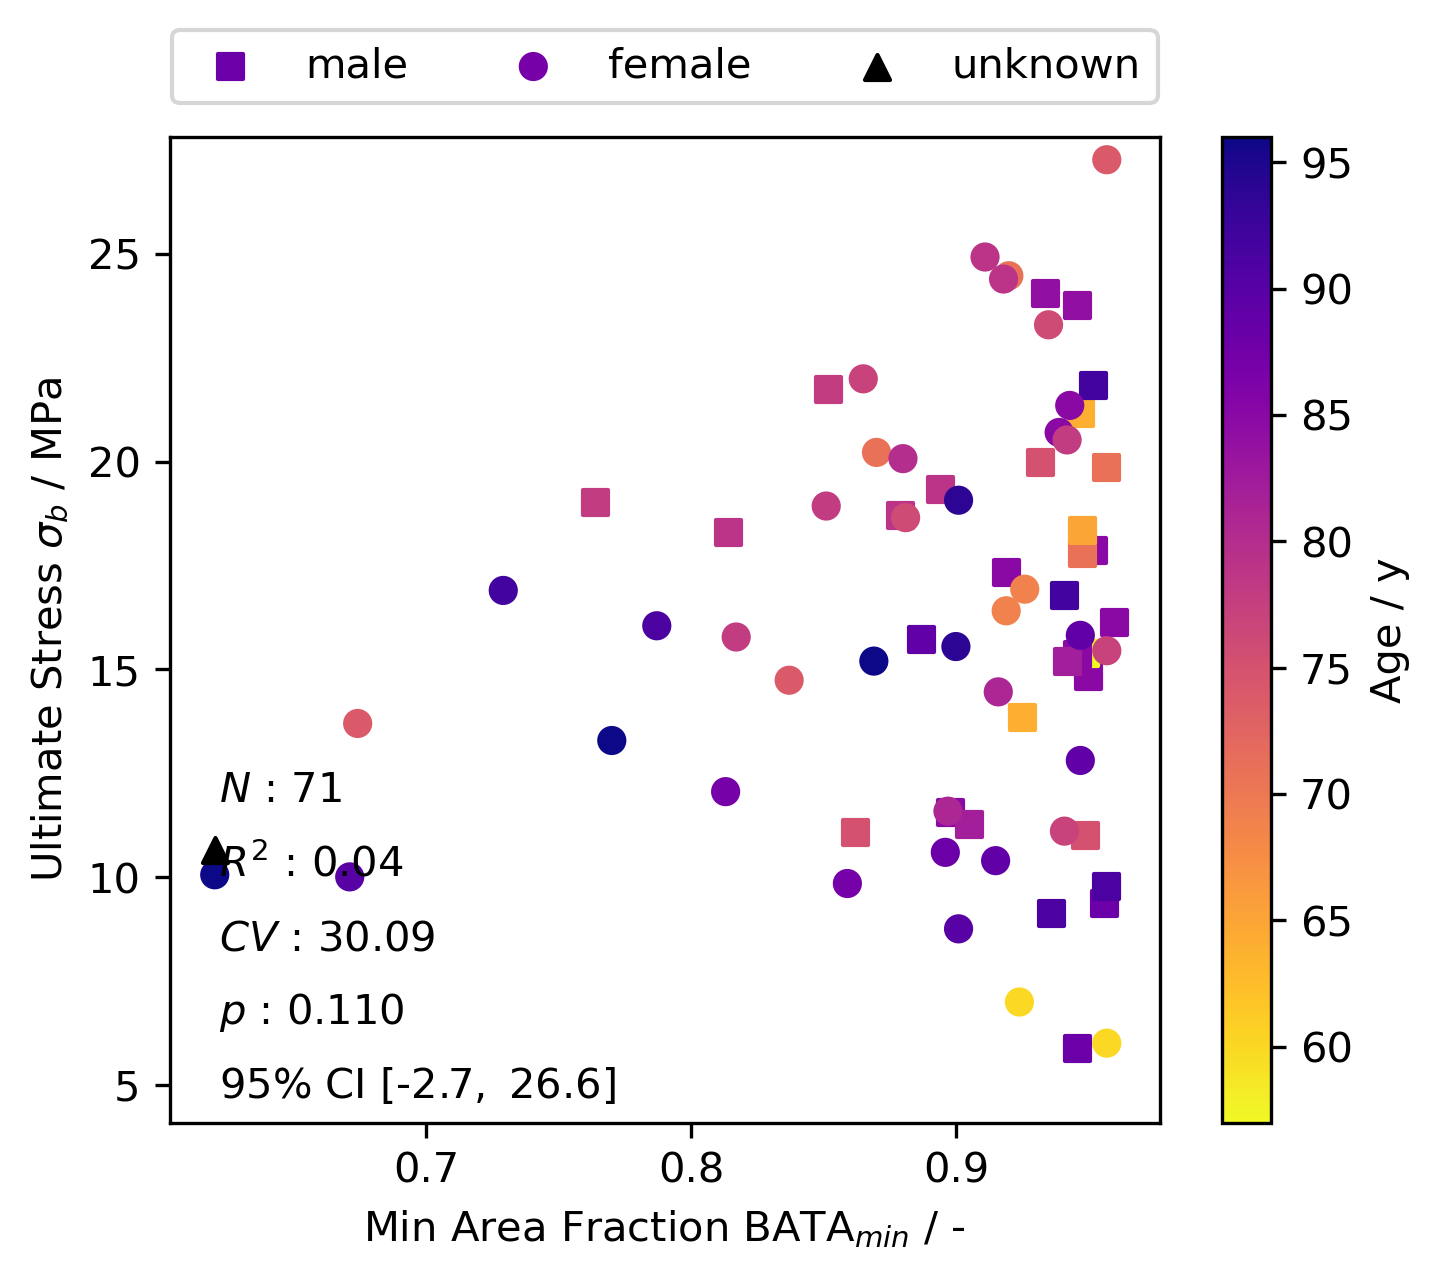 male female unknown
25
20
15
10
5
Ultimate Stress σb / MPa
N : 71
R² : 0.04
CV : 30.09
p : 0.110
95% CI [-2.7, 26.6]
0.7 0.8 0.9
Min Area Fraction BATAmin / -
95
90
85
80
75
70
65
60
Age / y